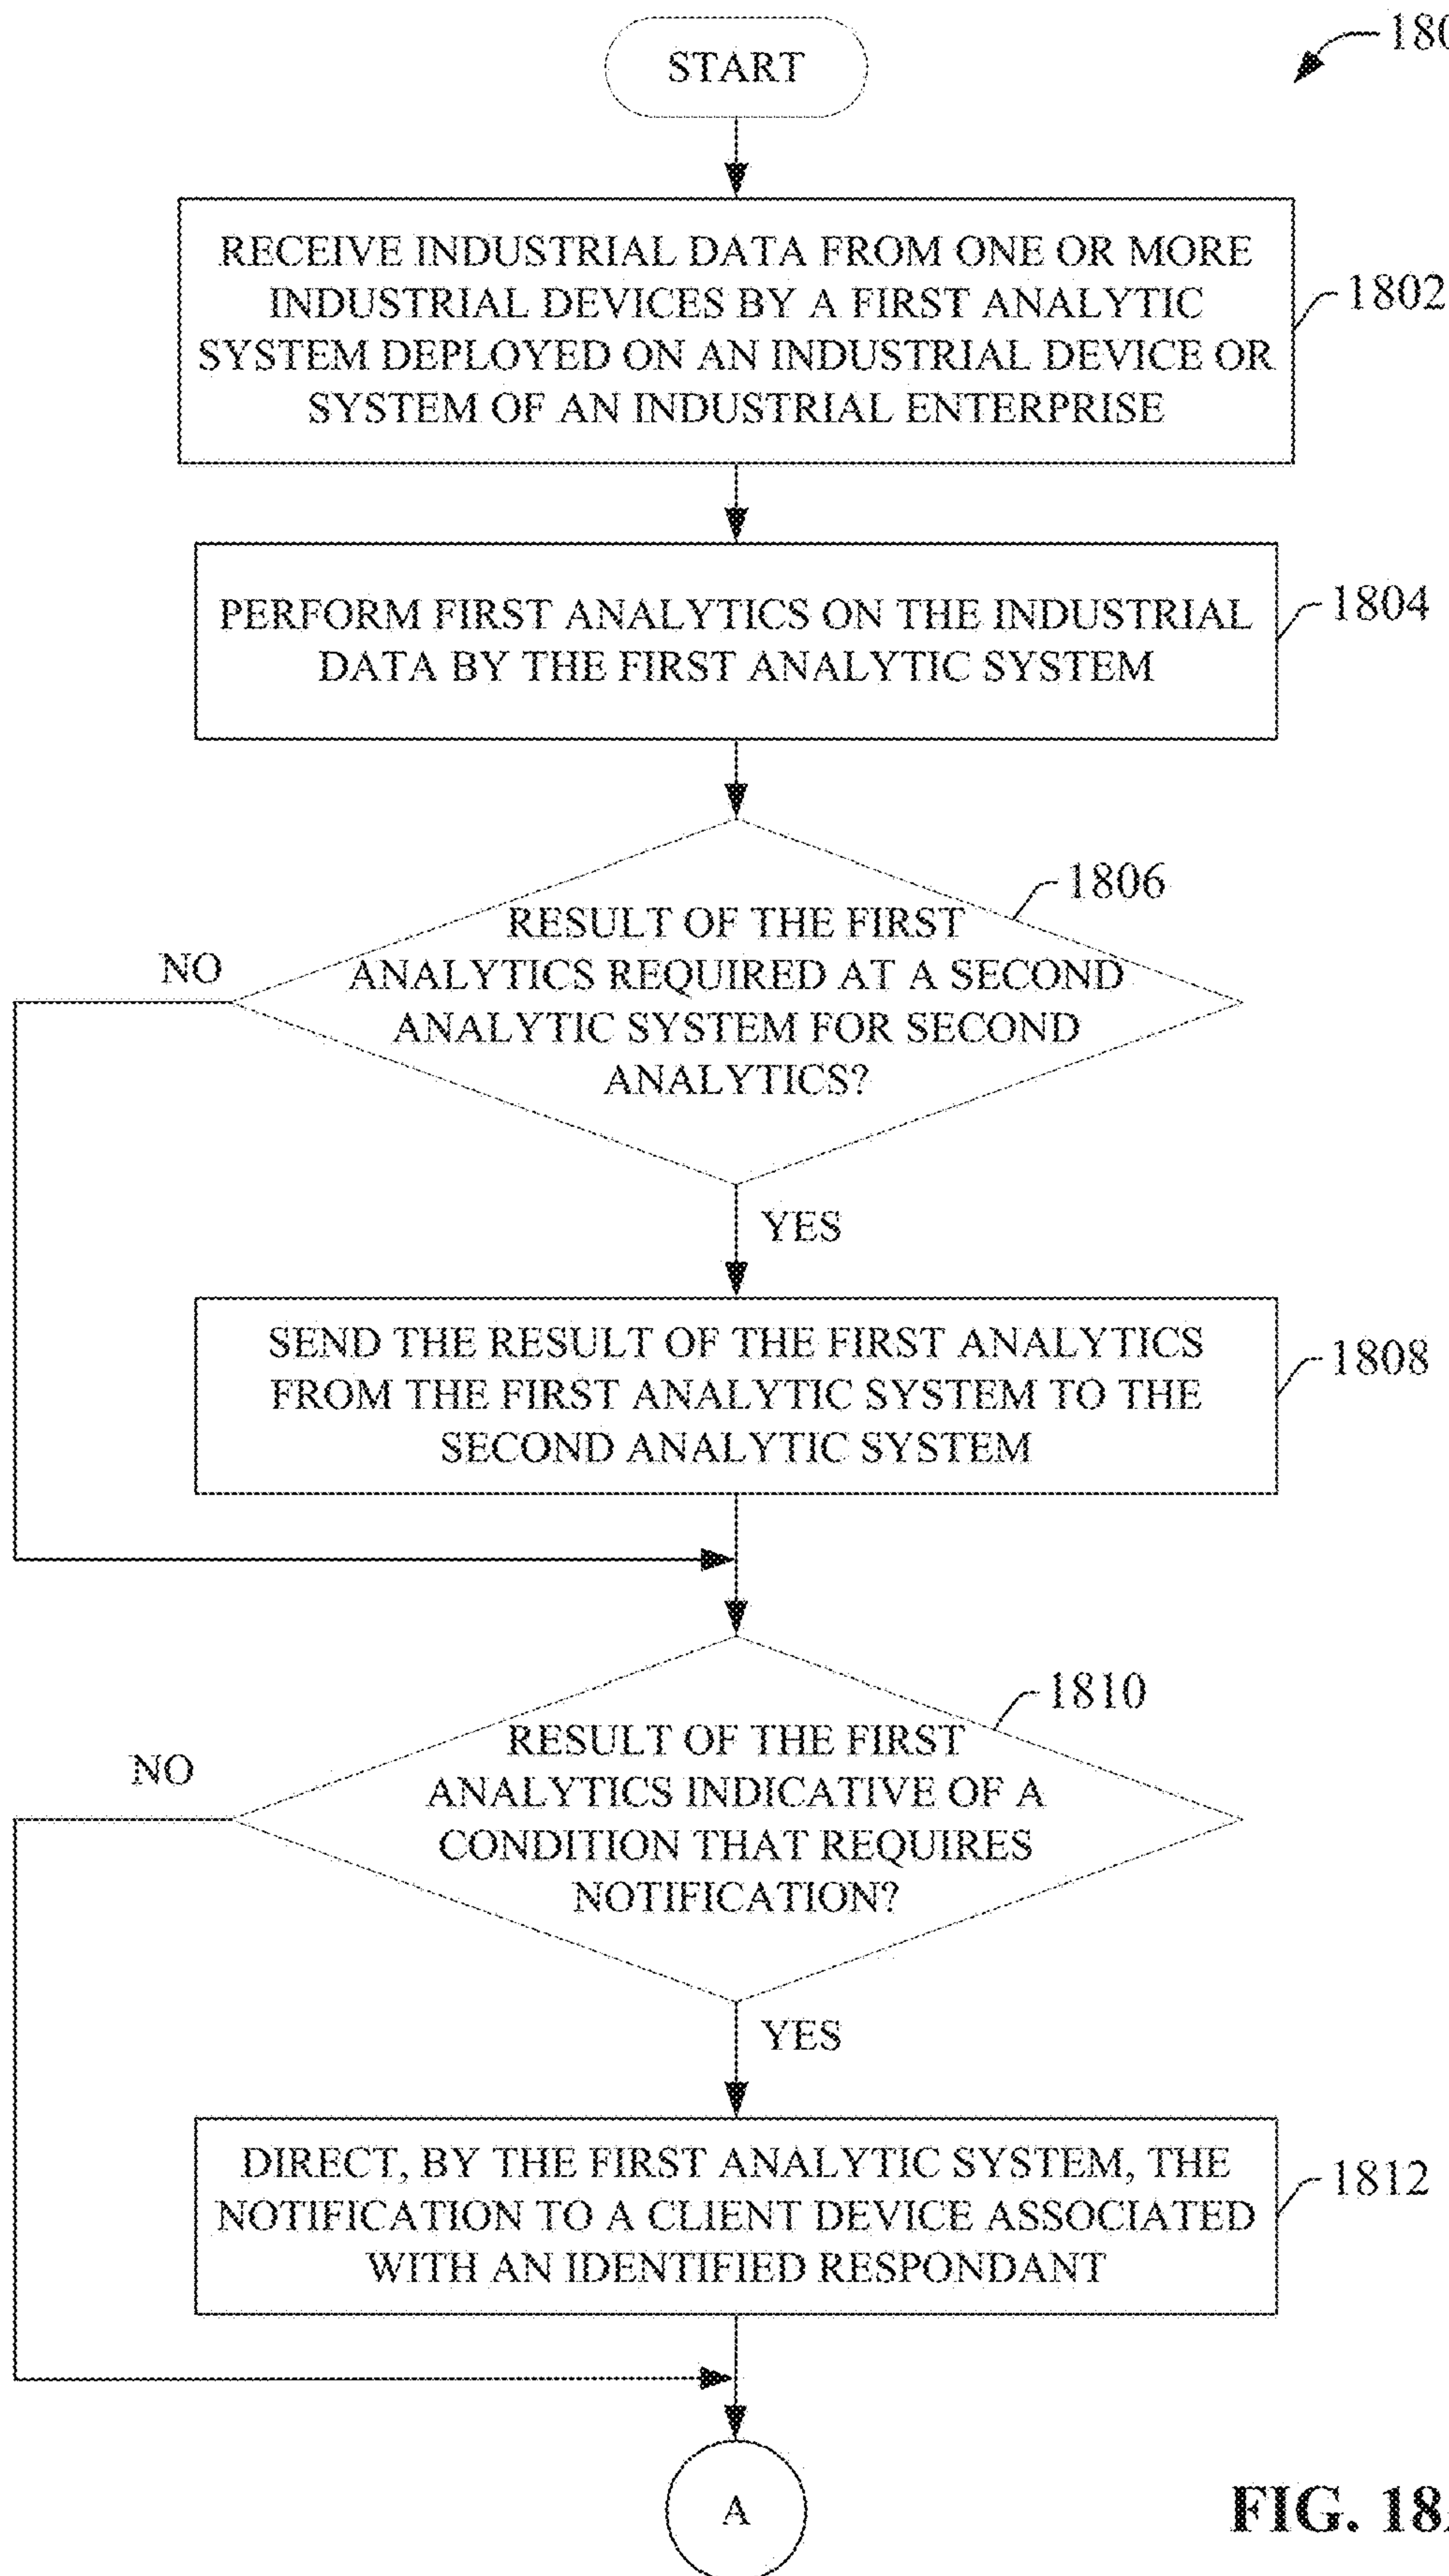 START
RECEIVE INDUSTRIAL DATA FROM ONE OR MORE
INDUSTRIAL DEVICES BY A FIRST ANALYTIC
SYSTEM DEPLOYED ON AN INDUSTRIAL DEVICE OR
SYSTEM OF AN INDUSTRIAL ENTERPRISE
1802
PERFORM FIRST ANALYTICS ON THE INDUSTRIAL
DATA BY THE FIRST ANALYTIC SYSTEM
1804
1806
RESULT OF THE FIRST
ANALYTICS REQUIRED AT A SECOND
ANALYTIC SYSTEM FOR SECOND
ANALYTICS?
NO
YES
SEND THE RESULT OF THE FIRST ANALYTICS
FROM THE FIRST ANALYTIC SYSTEM TO THE
SECOND ANALYTIC SYSTEM
1808
1810
RESULT OF THE FIRST
ANALYTICS INDICATIVE OF A
CONDITION THAT REQUIRES
NOTIFICATION?
NO
YES
DIRECT, BY THE FIRST ANALYTIC SYSTEM, THE
NOTIFICATION TO A CLIENT DEVICE ASSOCIATED
WITH AN IDENTIFIED RESPONDANT
1812
A
FIG.